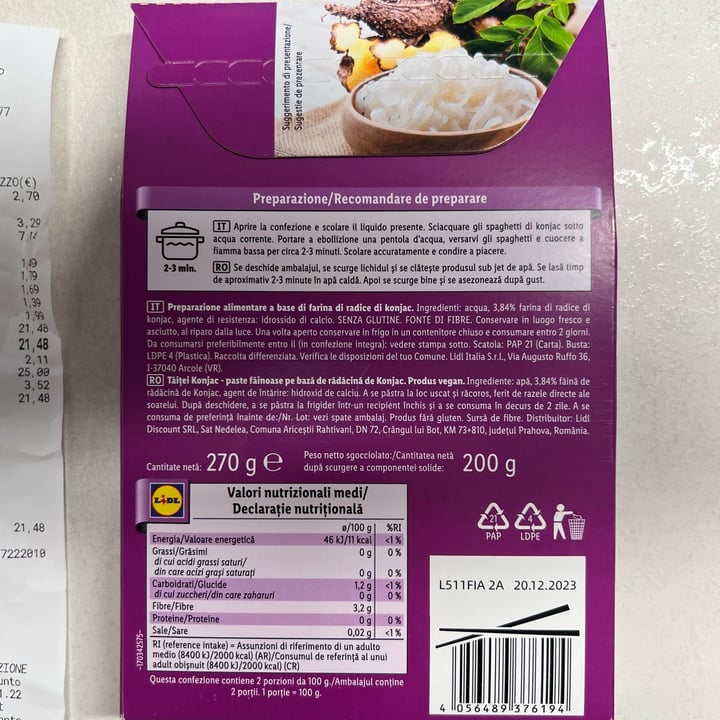 ZZO(€)
2,70
3,29
1,49
1,79
1,69
1,39
1,99
21,48
21,48
2,11
25,00
3,52
21,48
21,48
7222010
ZIONE
unto
1.22
Suggerimento di presentazione/
Sugestie de prezentare
Preparazione/Recomandare de preparare
2-3 min.
IT Aprire la confezione e scolare il liquido presente. Sciacquare gli spaghetti di konjac sotto
acqua corrente. Portare a ebollizione una pentola d'acqua, versarvi gli spaghetti e cuocere a
fiamma bassa per circa 2-3 minuti. Scolare accuratamente e condire a piacere.
RO Se deschide ambalajul, se scurge lichidul și se clătește produsul sub jet de apă. Se lasă timp
de aproximativ 2-3 minute în apă caldă. Apoi se scurge bine și se asezonează după gust.
IT Preparazione alimentare a base di farina di radice di konjac. Ingredienti: acqua, 3,84% farina di radice di
konjac, agente di resistenza: idrossido di calcio. SENZA GLUTINE. FONTE DI FIBRE. Conservare in luogo fresco e
asciutto, al riparo dalla luce. Una volta aperto conservare in frigo in un contenitore chiuso e consumare entro 2 giorni.
Da consumarsi preferibilmente entro il (in confezione integra): vedere stampa sotto. Scatola: PAP 21 (Carta). Busta:
LDPE 4 (Plastica). Raccolta differenziata. Verifica le disposizioni del tuo Comune. Lidl Italia S.r.l., Via Augusto Ruffo 36,
I-37040 Arcole (VR).
RO Tăiței Konjac - paste făinoase pe bază de rădăcină de Konjac. Produs vegan. Ingrediente: apă, 3,84% făină de
rădăcină de Konjac, agent de întărire: hidroxid de calciu. A se păstra la loc uscat și răcoros, ferit de razele directe ale
soarelui. După deschidere, a se păstra la frigider într-un recipient închis și a se consuma în decurs de 2 zile. A se
consuma de preferință înainte de:/Nr. Lot: vezi spate ambalaj. Produs fără gluten. Sursă de fibre. Distribuitor: Lidl
Discount SRL, Sat Nedelea, Comuna Ariceștii Rahtivani, DN 72, Crângul lui Bot, KM 73+810, județul Prahova, România.
Cantitate netă: 270 g e Peso netto sgocciolato:/Cantitatea netă
după scurgere a componentei solide: 200 g
LIDL
Valori nutrizionali medi/
Declarație nutrițională
ø/100 g %RI
Energia/Valoare energetică 46 kJ/11 kcal <1 %
Grassi/Grăsimi 0 g 0 %
di cui acidi grassi saturi/
din care acizi grași saturați 0 g 0 %
Carboidrati/Glucide 1,2 g <1 %
di cui zuccheri/din care zaharuri 0 g 0 %
Fibre/Fibre 3,2 g
Proteine/Proteine 0 g 0 %
Sale/Sare 0,02 g <1 %
RI (reference intake) = Assunzioni di riferimento di un adulto
medio (8400 kJ/2000 kcal) (AR)/Consumul de referință al unui
adult obișnuit (8400 kJ/2000 kcal) (CR)
Questa confezione contiene 2 porzioni da 100 g./Ambalajul conține
2 porții. 1 porție = 100 g.
-170342575-
21
PAP
4
LDPE
L511FIA 2A 20.12.2023
4 056489 376194